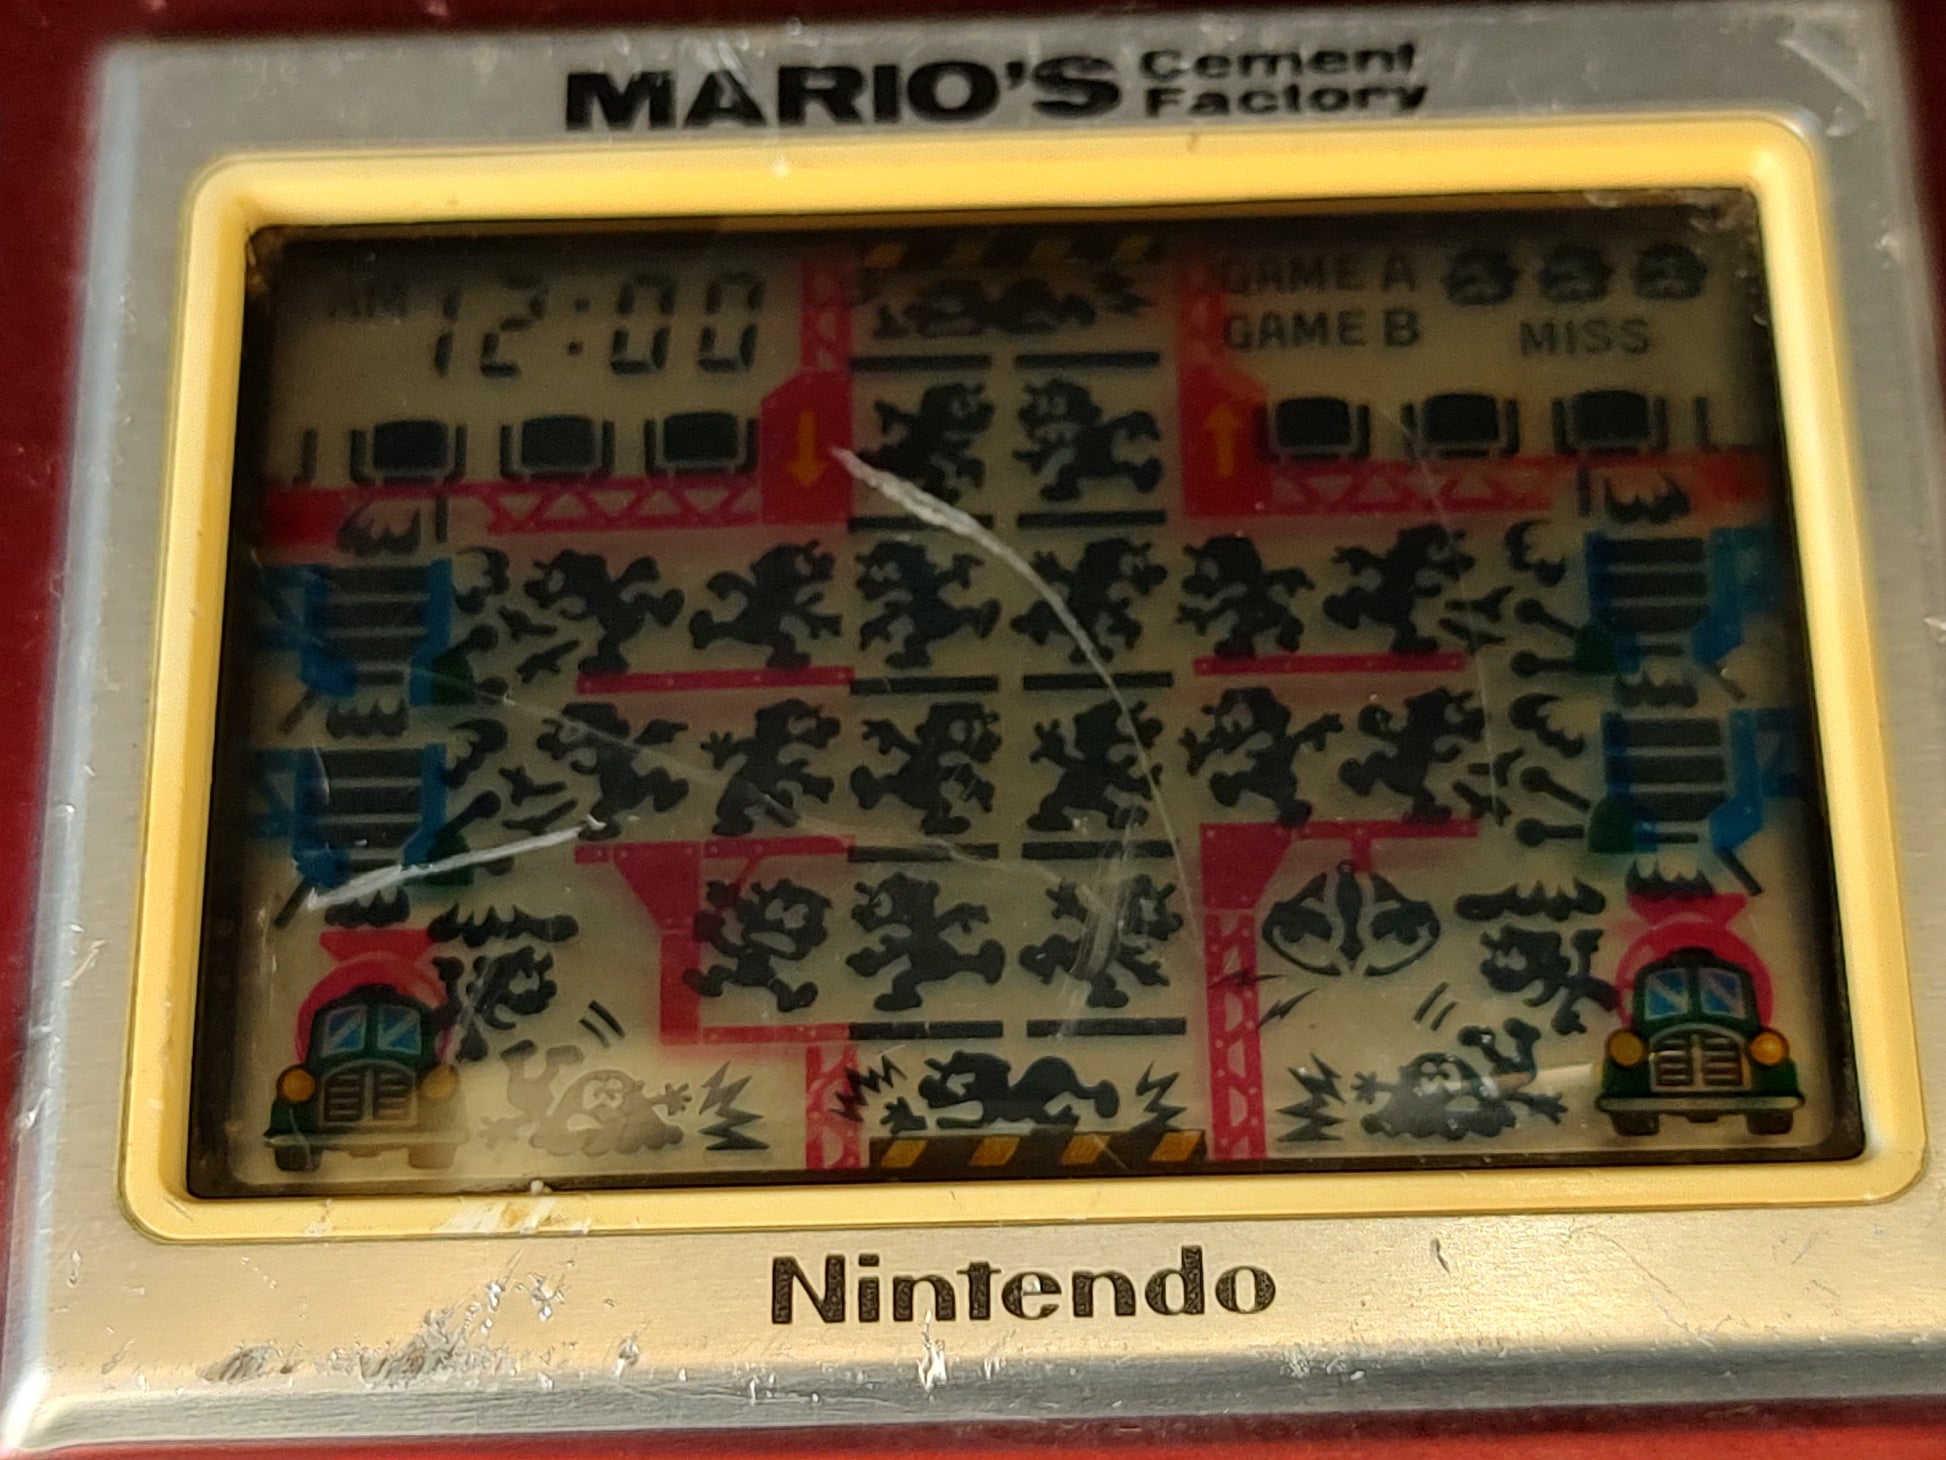 MARIO'S Cement Factory
AM 12:00
GAME A
GAME B
MISS
Nintendo